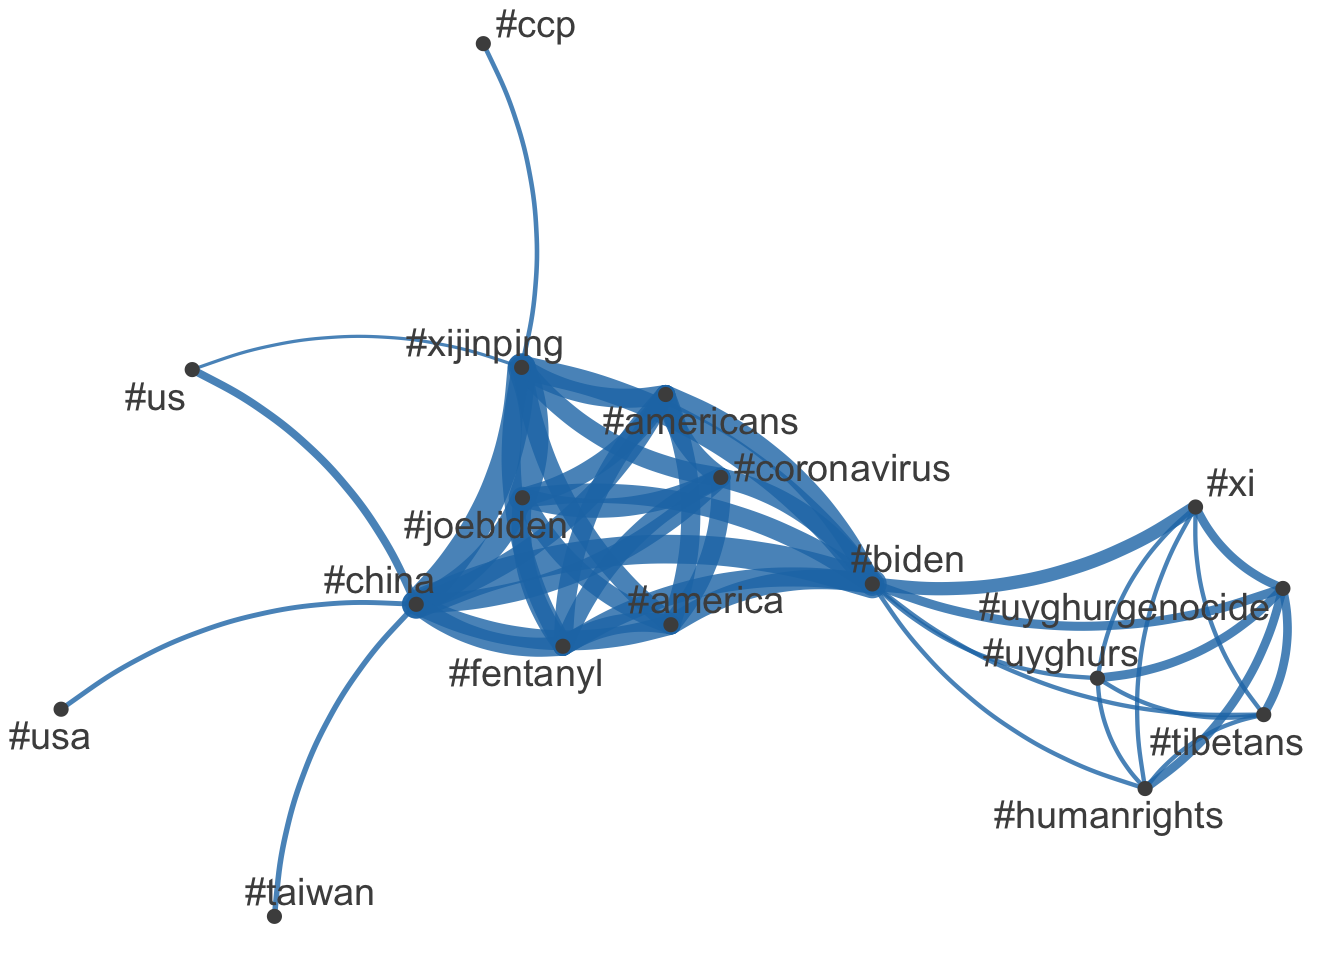 #ccp
#xijinping
#us
#americans
#coronavirus
#xi
#joebiden
#biden
#china
#america
#uyghurgenocide
#uyghurs
#fentanyl
#usa
#tibetans
#humanrights
#taiwan